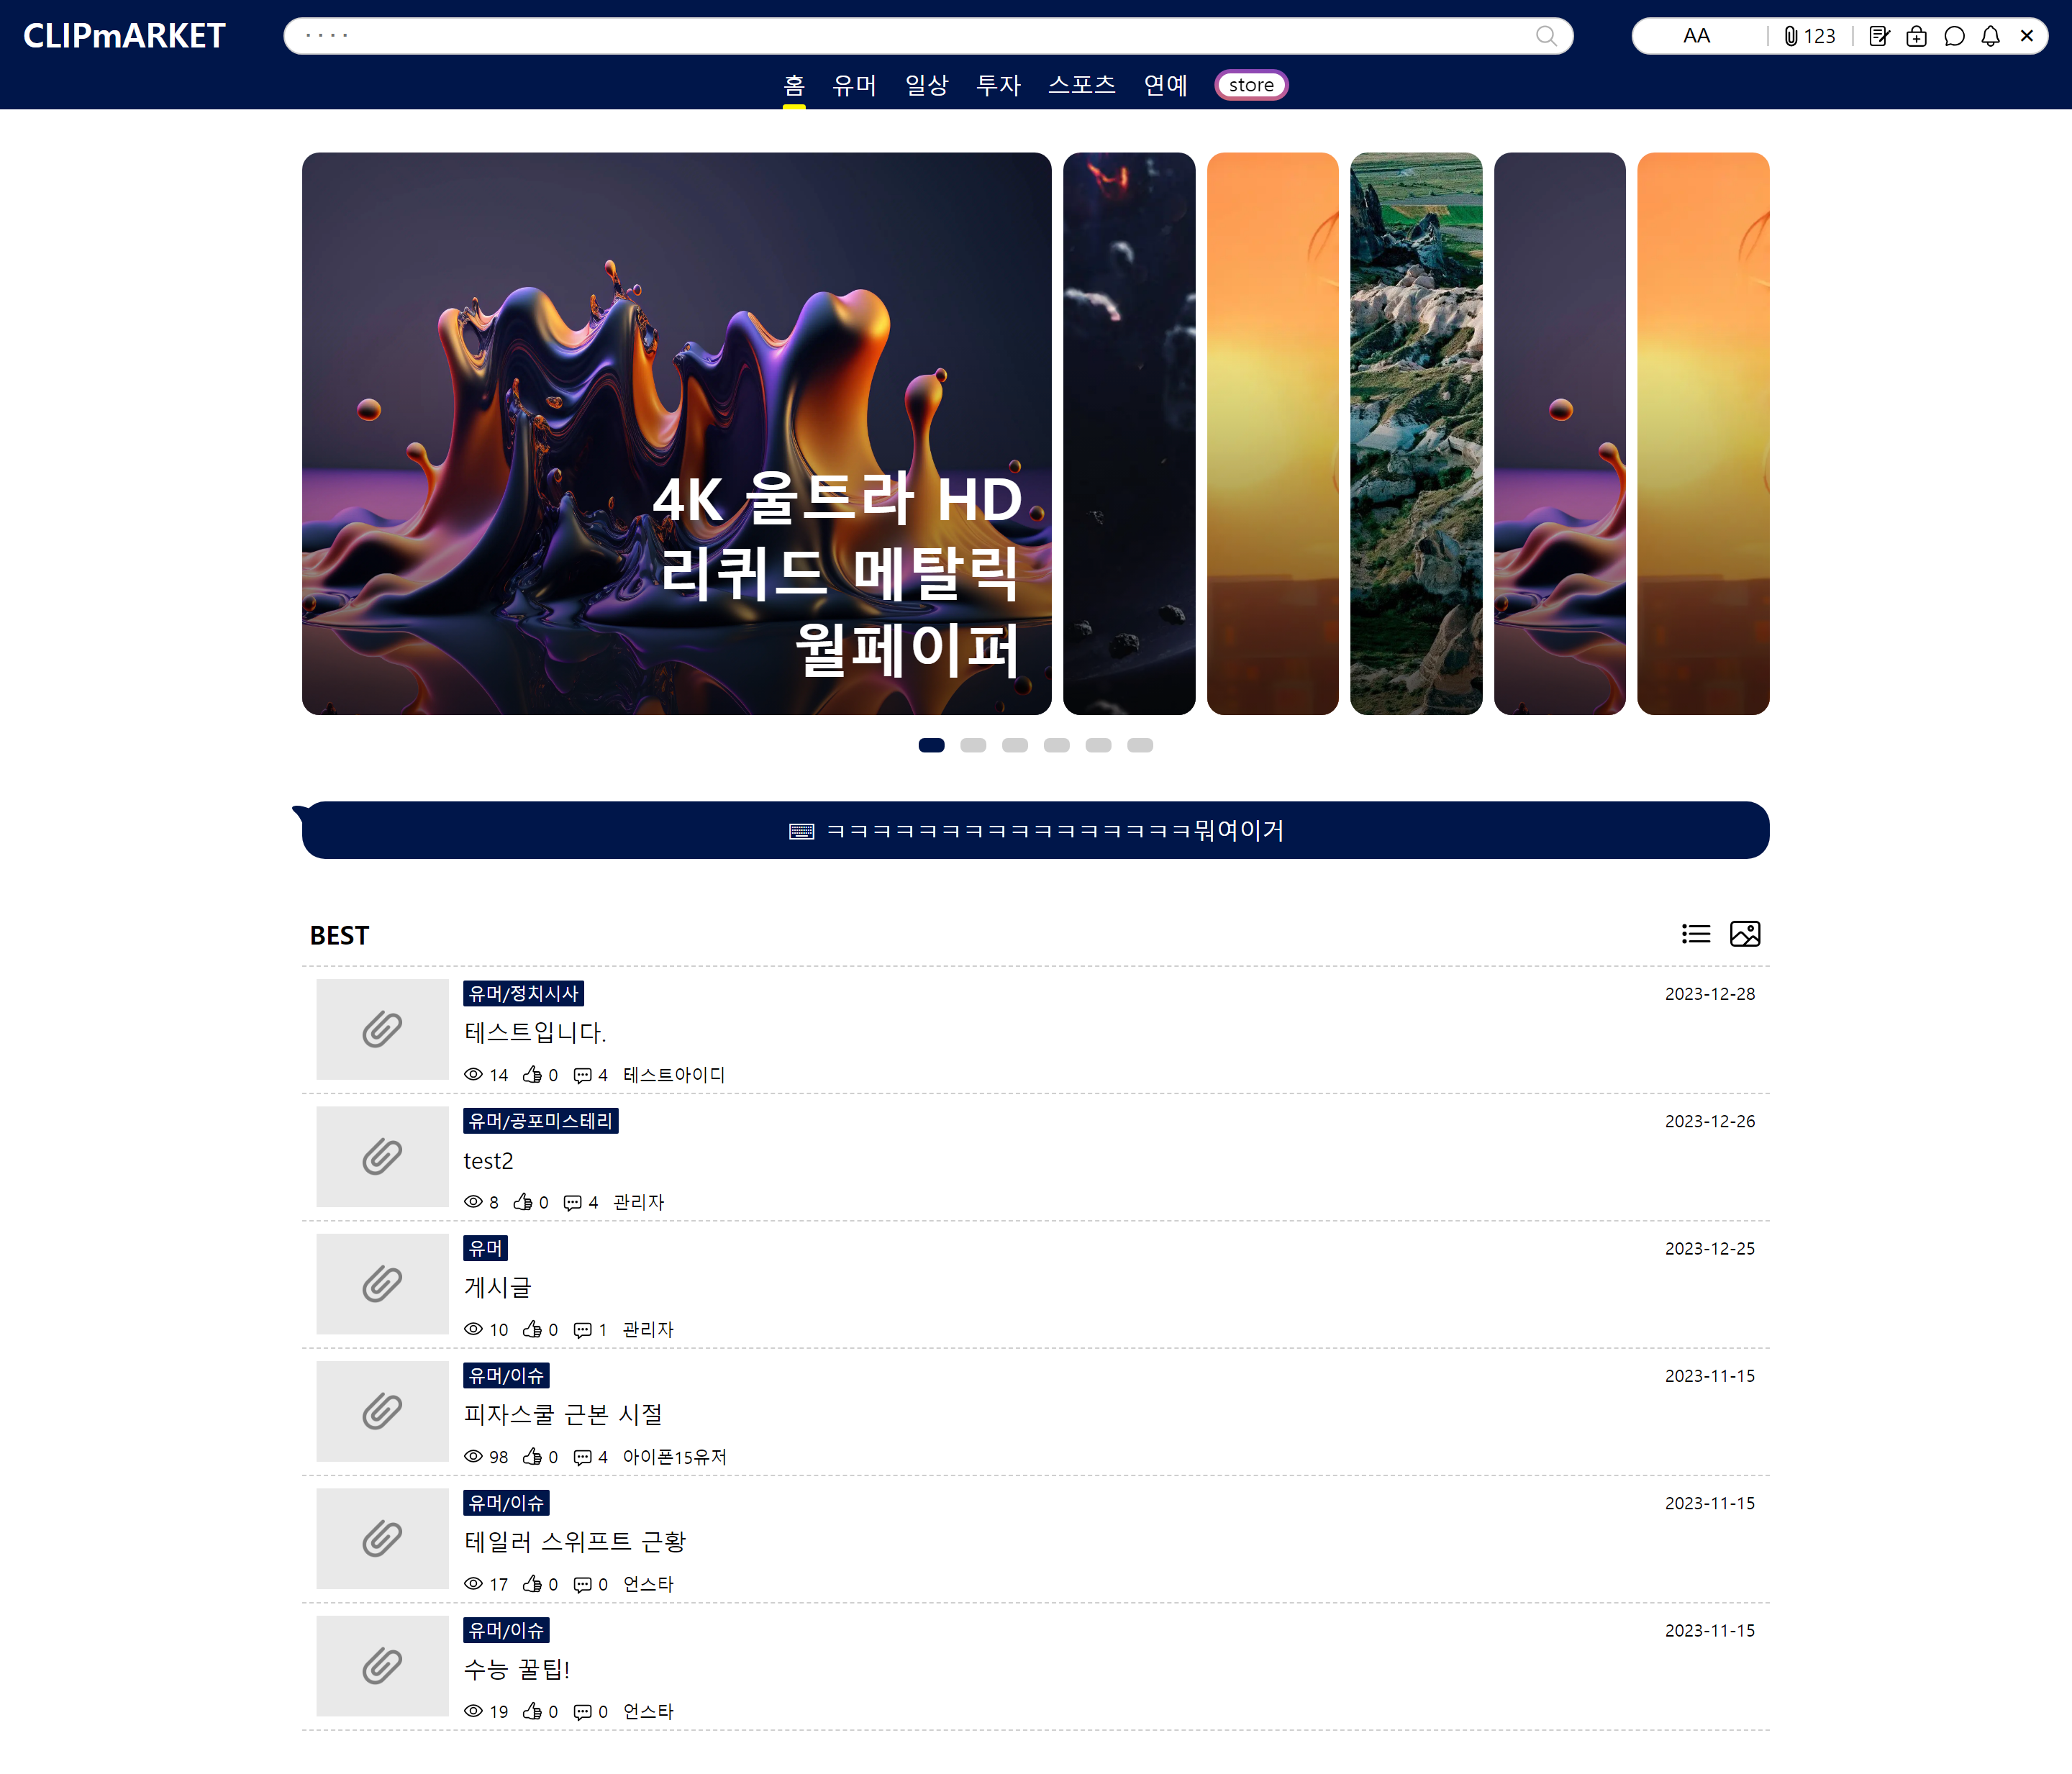 CLIPmARKET
· · · ·
AA
123
홈 유머 일상 투자 스포츠 연예 store
4K 울트라 HD
리퀴드 메탈릭
월페이퍼
ㅋㅋㅋㅋㅋㅋㅋㅋㅋㅋㅋㅋㅋㅋㅋㅋ뭐여이거
BEST
유머/정치시사 2023-12-28
테스트입니다.
14 0 4 테스트아이디
유머/공포미스테리 2023-12-26
test2
8 0 4 관리자
유머 2023-12-25
게시글
10 0 1 관리자
유머/이슈 2023-11-15
피자스쿨 근본 시절
98 0 4 아이폰15유저
유머/이슈 2023-11-15
테일러 스위프트 근황
17 0 0 언스타
유머/이슈 2023-11-15
수능 꿀팁!
19 0 0 언스타